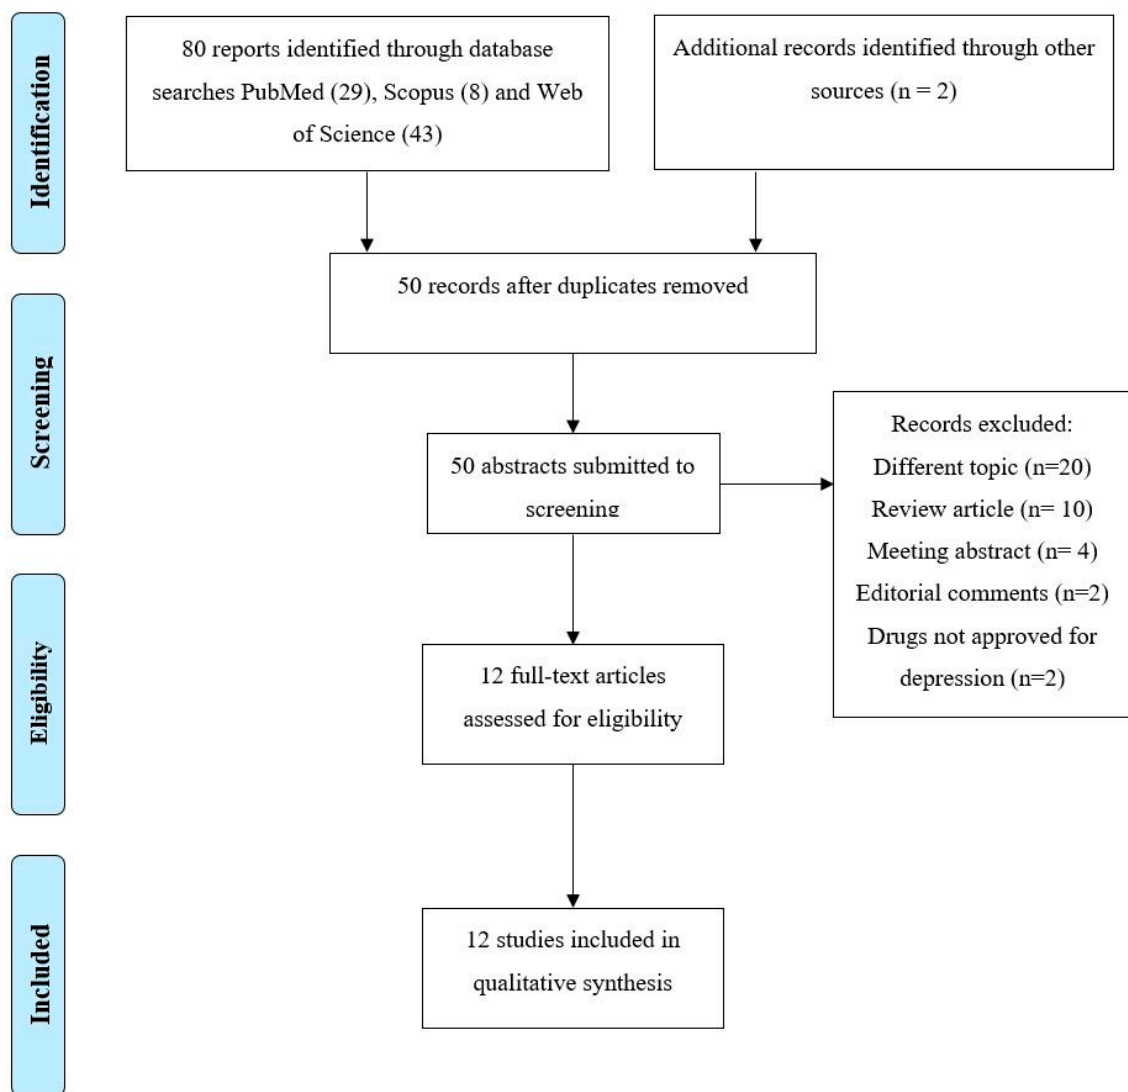 Identification
80 reports identified through database
searches PubMed (29), Scopus (8) and Web
of Science (43)
Additional records identified through other
sources (n = 2)
50 records after duplicates removed
Screening
50 abstracts submitted to
screening
Records excluded:
Different topic (n=20)
Review article (n= 10)
Meeting abstract (n= 4)
Editorial comments (n=2)
Drugs not approved for
depression (n=2)
Eligibility
12 full-text articles
assessed for eligibility
Included
12 studies included in
qualitative synthesis